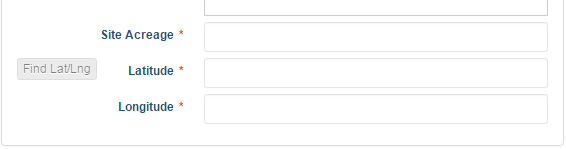 Site Acreage *
Find Lat/Lng Latitude *
Longitude *